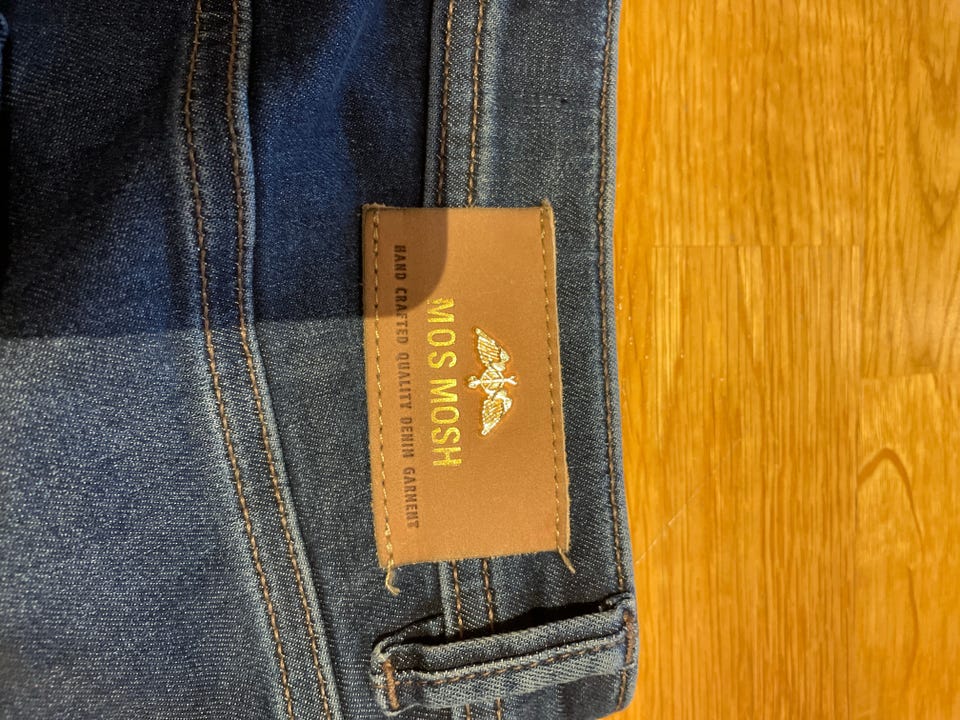 MOS MOSH
HAND CRAFTED QUALITY DENIM GARMENT